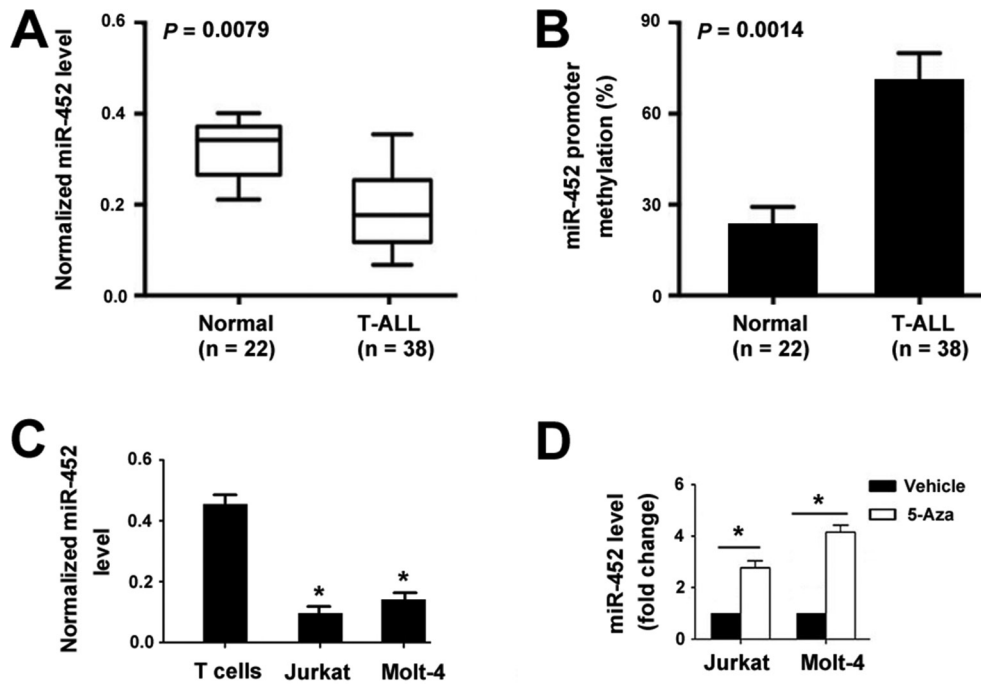 A
Normalized miR-452 level
P = 0.0079
0.6
0.4
0.2
0.0
Normal
(n = 22)
T-ALL
(n = 38)
B
miR-452 promoter
methylation (%)
P = 0.0014
90
60
30
0
Normal
(n = 22)
T-ALL
(n = 38)
C
Normalized miR-452
level
0.6
0.4
0.2
0.0
*
*
T cells
Jurkat
Molt-4
D
miR-452 level
(fold change)
6
4
2
0
*
*
Vehicle
5-Aza
Jurkat
Molt-4